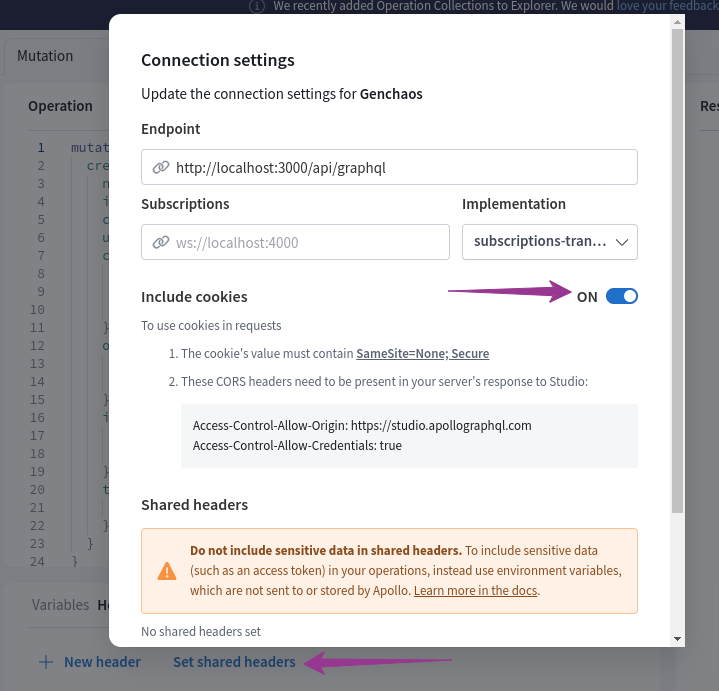 We recently added Operation Collections to Explorer. We would love your feedback
Mutation
Operation
Res
1 mutat
2 cre
3 n
4 i
5 c
6 u
7 c
8
9
10
11 }
12 o
13
14
15 }
16 i
17
18
19 }
20 t
21
22 }
23 }
24 }
Connection settings
Update the connection settings for Genchaos
Endpoint
http://localhost:3000/api/graphql
Subscriptions
Implementation
ws://localhost:4000
subscriptions-tran...
Include cookies
ON
To use cookies in requests
1. The cookie's value must contain SameSite=None; Secure
2. These CORS headers need to be present in your server's response to Studio:
Access-Control-Allow-Origin: https://studio.apollographql.com
Access-Control-Allow-Credentials: true
Shared headers
Do not include sensitive data in shared headers. To include sensitive data
(such as an access token) in your operations, instead use environment variables,
which are not sent to or stored by Apollo. Learn more in the docs.
No shared headers set
Variables He
New header
Set shared headers